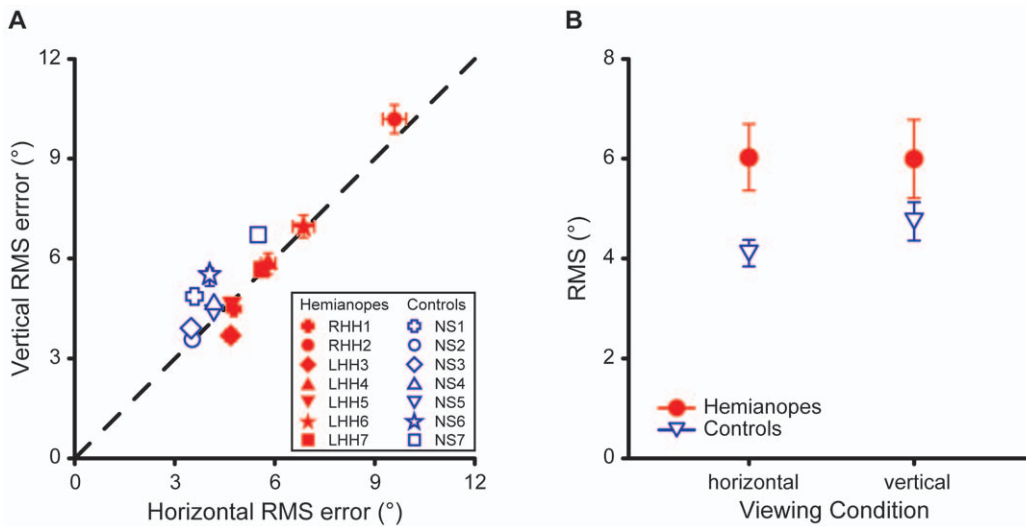 A
B
12
9
6
3
0
Vertical RMS errror (°)
0 3 6 9 12
Horizontal RMS error (°)
Hemianopes Controls
RHH1 NS1
RHH2 NS2
LHH3 NS3
LHH4 NS4
LHH5 NS5
LHH6 NS6
LHH7 NS7
8
6
4
2
0
RMS (°)
Hemianopes
Controls
horizontal vertical
Viewing Condition